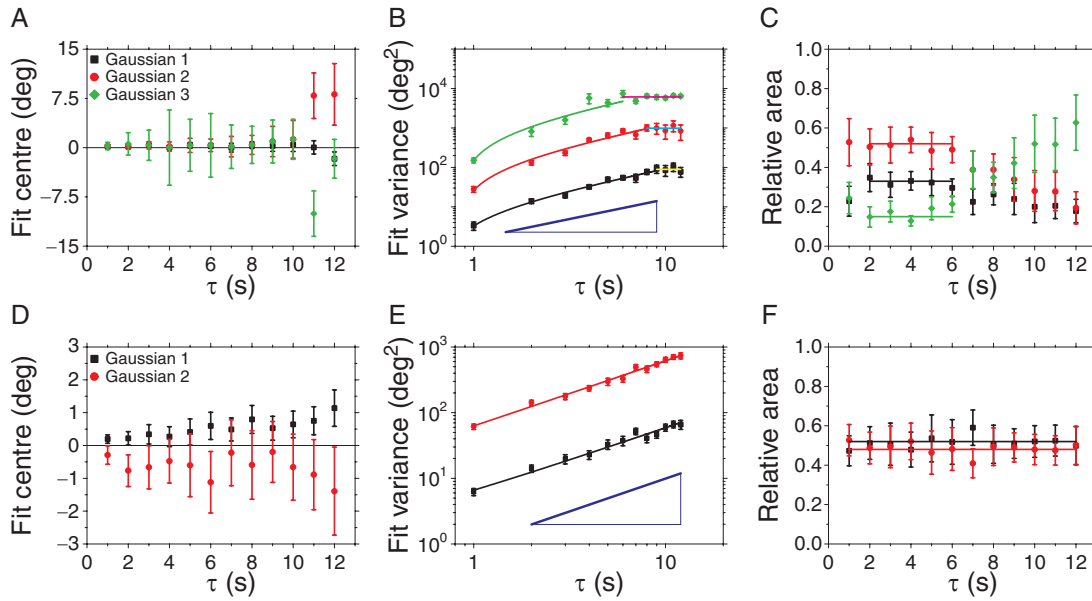 A
Fit centre (deg)
15
7.5
0
−7.5
−15
Gaussian 1
Gaussian 2
Gaussian 3
0 2 4 6 8 10 12
τ (s)
B
Fit variance (deg²)
10⁴
10²
10⁰
1 10
τ (s)
C
Relative area
1.0
0.8
0.6
0.4
0.2
0.0
0 2 4 6 8 10 12
τ (s)
D
Fit centre (deg)
3
2
1
0
−1
−2
−3
Gaussian 1
Gaussian 2
0 2 4 6 8 10 12
τ (s)
E
Fit variance (deg²)
10³
10²
10¹
10⁰
1 10
τ (s)
F
Relative area
1.0
0.8
0.6
0.4
0.2
0.0
0 2 4 6 8 10 12
τ (s)